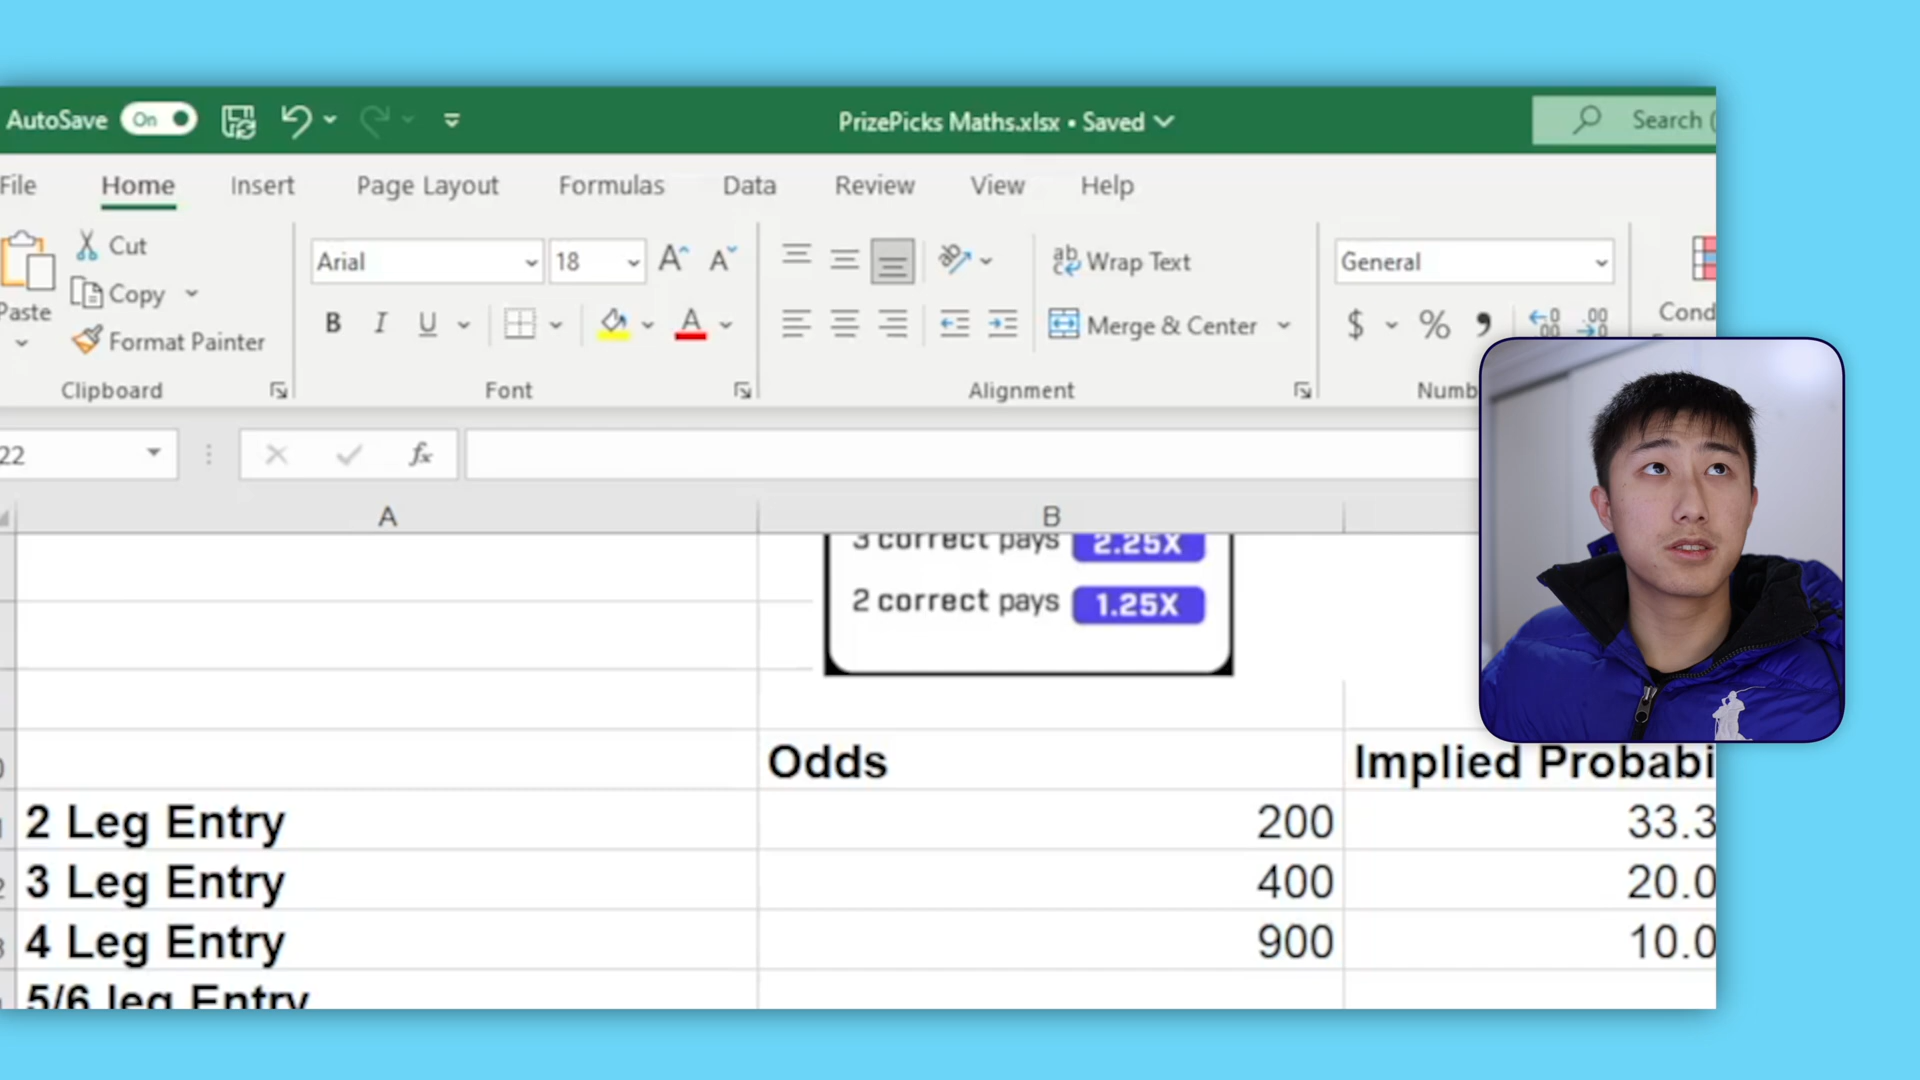 AutoSave On PrizePicks Maths.xlsx • Saved Search (
File Home Insert Page Layout Formulas Data Review View Help
Cut
Copy
Paste
Format Painter
Clipboard
Arial 18
B I U A
Font
ab Wrap Text
Merge & Center
Alignment
General
$ % ,
Numb
Cond
22 fx
A B
3 correct pays 2.25X
2 correct pays 1.25X
Odds Implied Probabi
2 Leg Entry 200 33.3
3 Leg Entry 400 20.0
4 Leg Entry 900 10.0
5/6 leg Entry